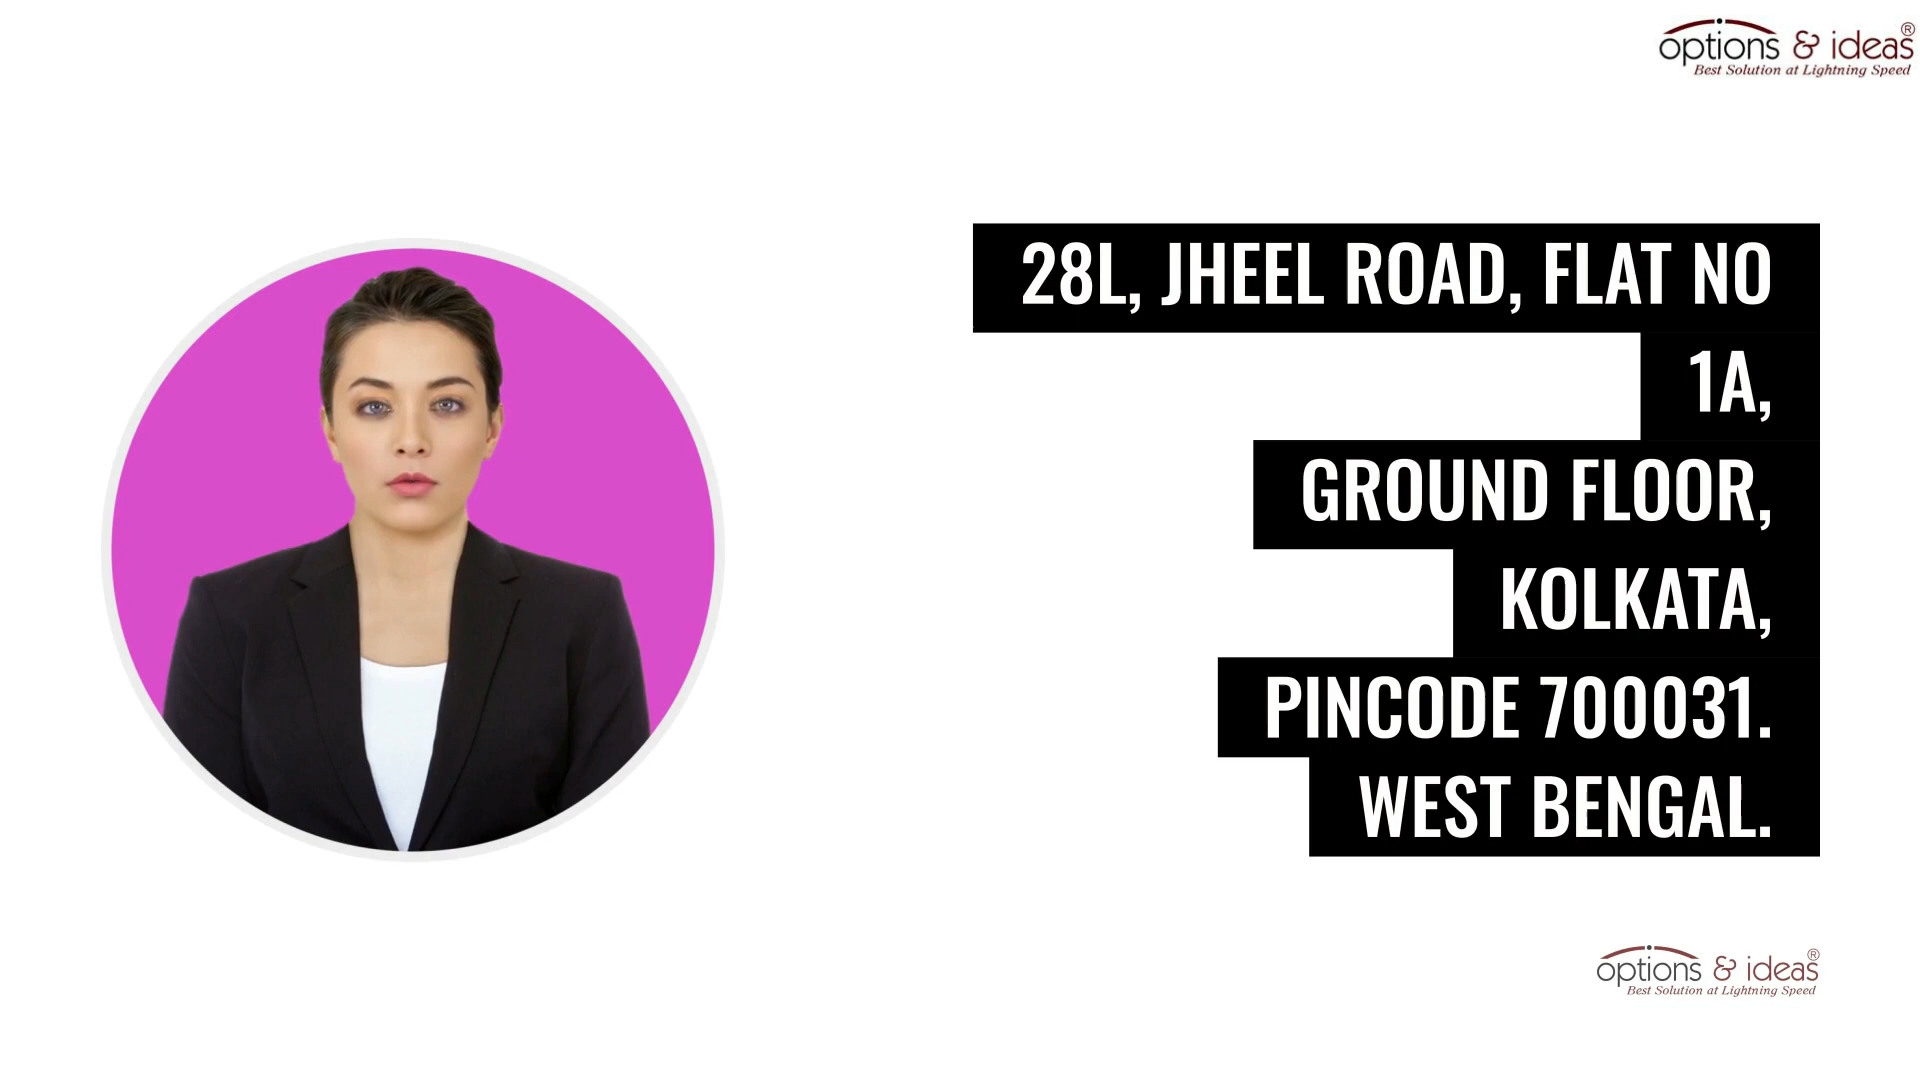 options & ideas®
Best Solution at Lightning Speed
28L, JHEEL ROAD, FLAT NO
1A,
GROUND FLOOR,
KOLKATA,
PINCODE 700031.
WEST BENGAL.
options & ideas®
Best Solution at Lightning Speed